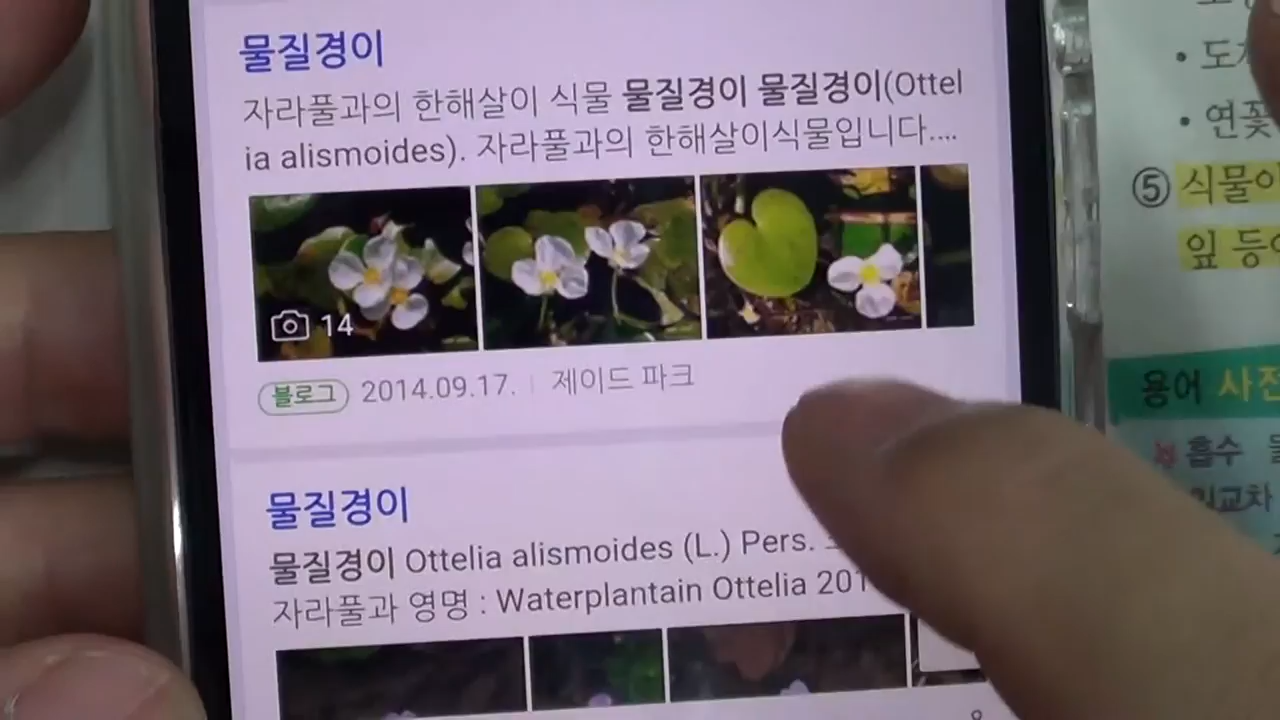 물질경이
자라풀과의 한해살이 식물 물질경이 물질경이(Ottel
ia alismoides). 자라풀과의 한해살이식물입니다....
14
블로그 2014.09.17. 제이드 파크
물질경이
물질경이 Ottelia alismoides (L.) Pers.
자라풀과 영명 : Waterplantain Ottelia 201
• 연꽃
⑤ 식물이
잎 등이
용어 사전
흡수